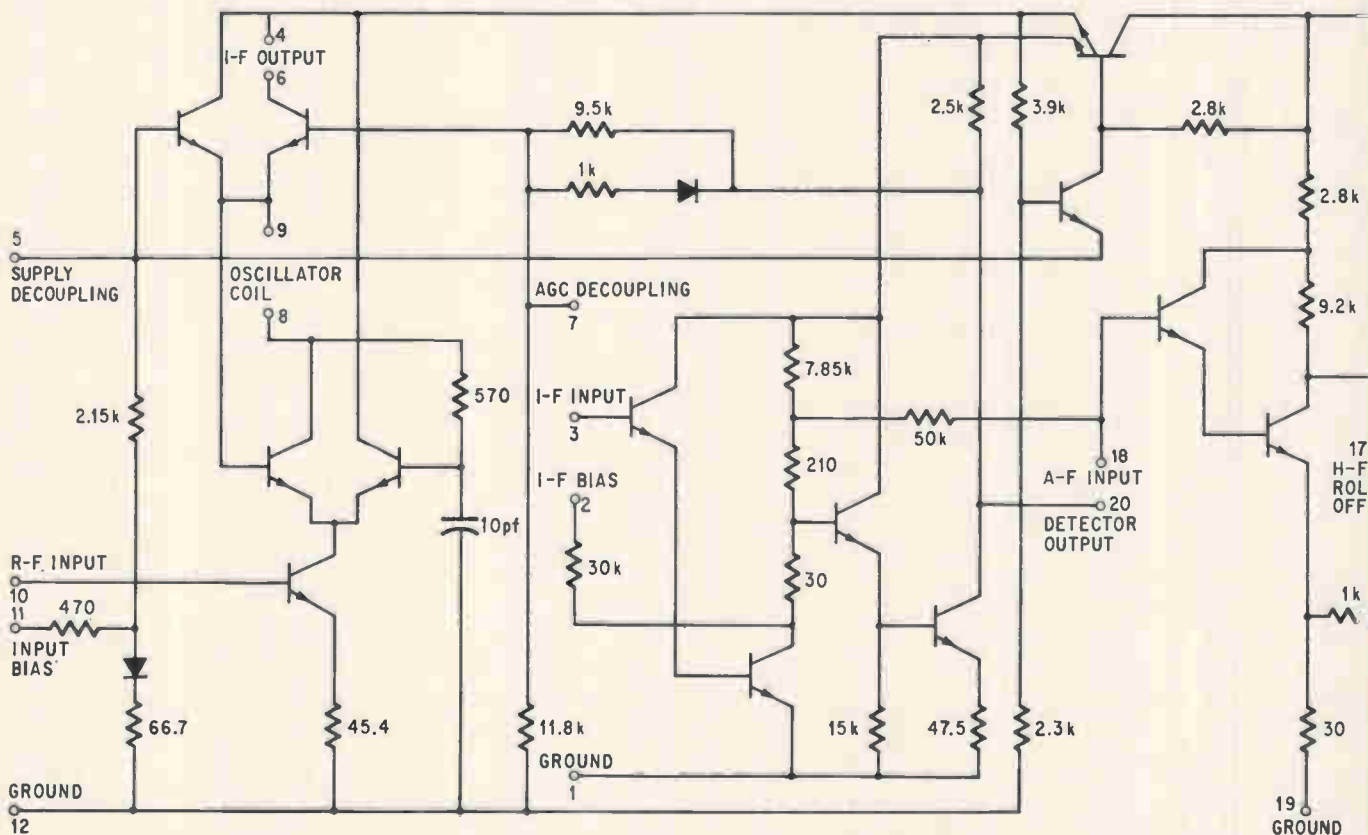 4
I-F OUTPUT
6
9.5k
1k
2.5k
3.9k
2.8k
2.8k
9
5
SUPPLY
DECOUPLING
OSCILLATOR
COIL
8
AGC DECOUPLING
7
9.2k
7.85k
570
I-F INPUT
3
2.15k
50k
210
18
A-F INPUT
17
H-F
ROL
OFF
I-F BIAS
2
20
DETECTOR
OUTPUT
10pf
30k
30
R-F. INPUT
10
11
470
INPUT
BIAS
1k
66.7
45.4
11.8k
15k
47.5
2.3k
30
GROUND
1
GROUND
12
19
GROUND